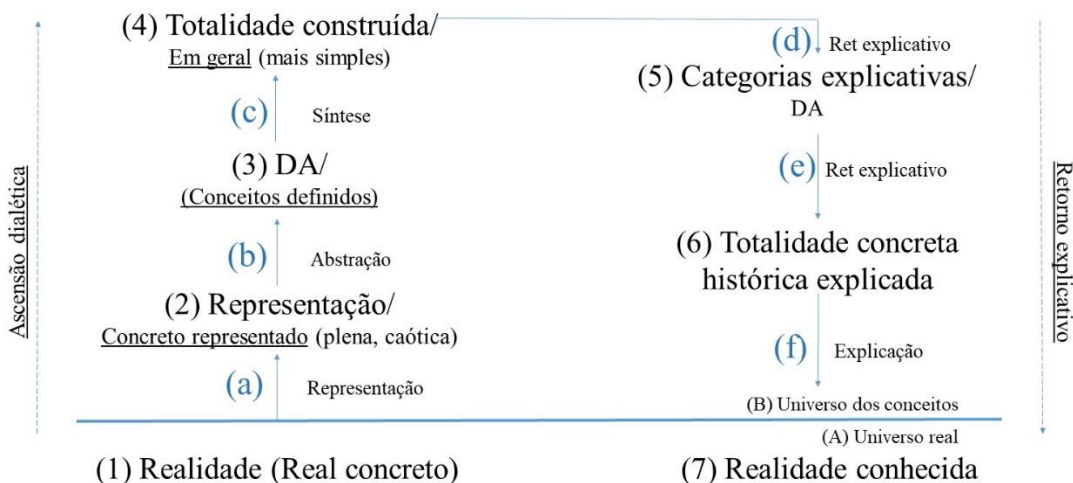 (4) Totalidade construída/
Em geral (mais simples)
(c) Síntese
(3) DA/
(Conceitos definidos)
(b) Abstração
(2) Representação/
Concreto representado (plena, caótica)
(a) Representação
(1) Realidade (Real concreto)
Ascensão dialética
(d) Ret explicativo
(5) Categorias explicativas/
DA
(e) Ret explicativo
(6) Totalidade concreta
histórica explicada
(f) Explicação
(B) Universo dos conceitos
(A) Universo real
(7) Realidade conhecida
Retorno explicativo